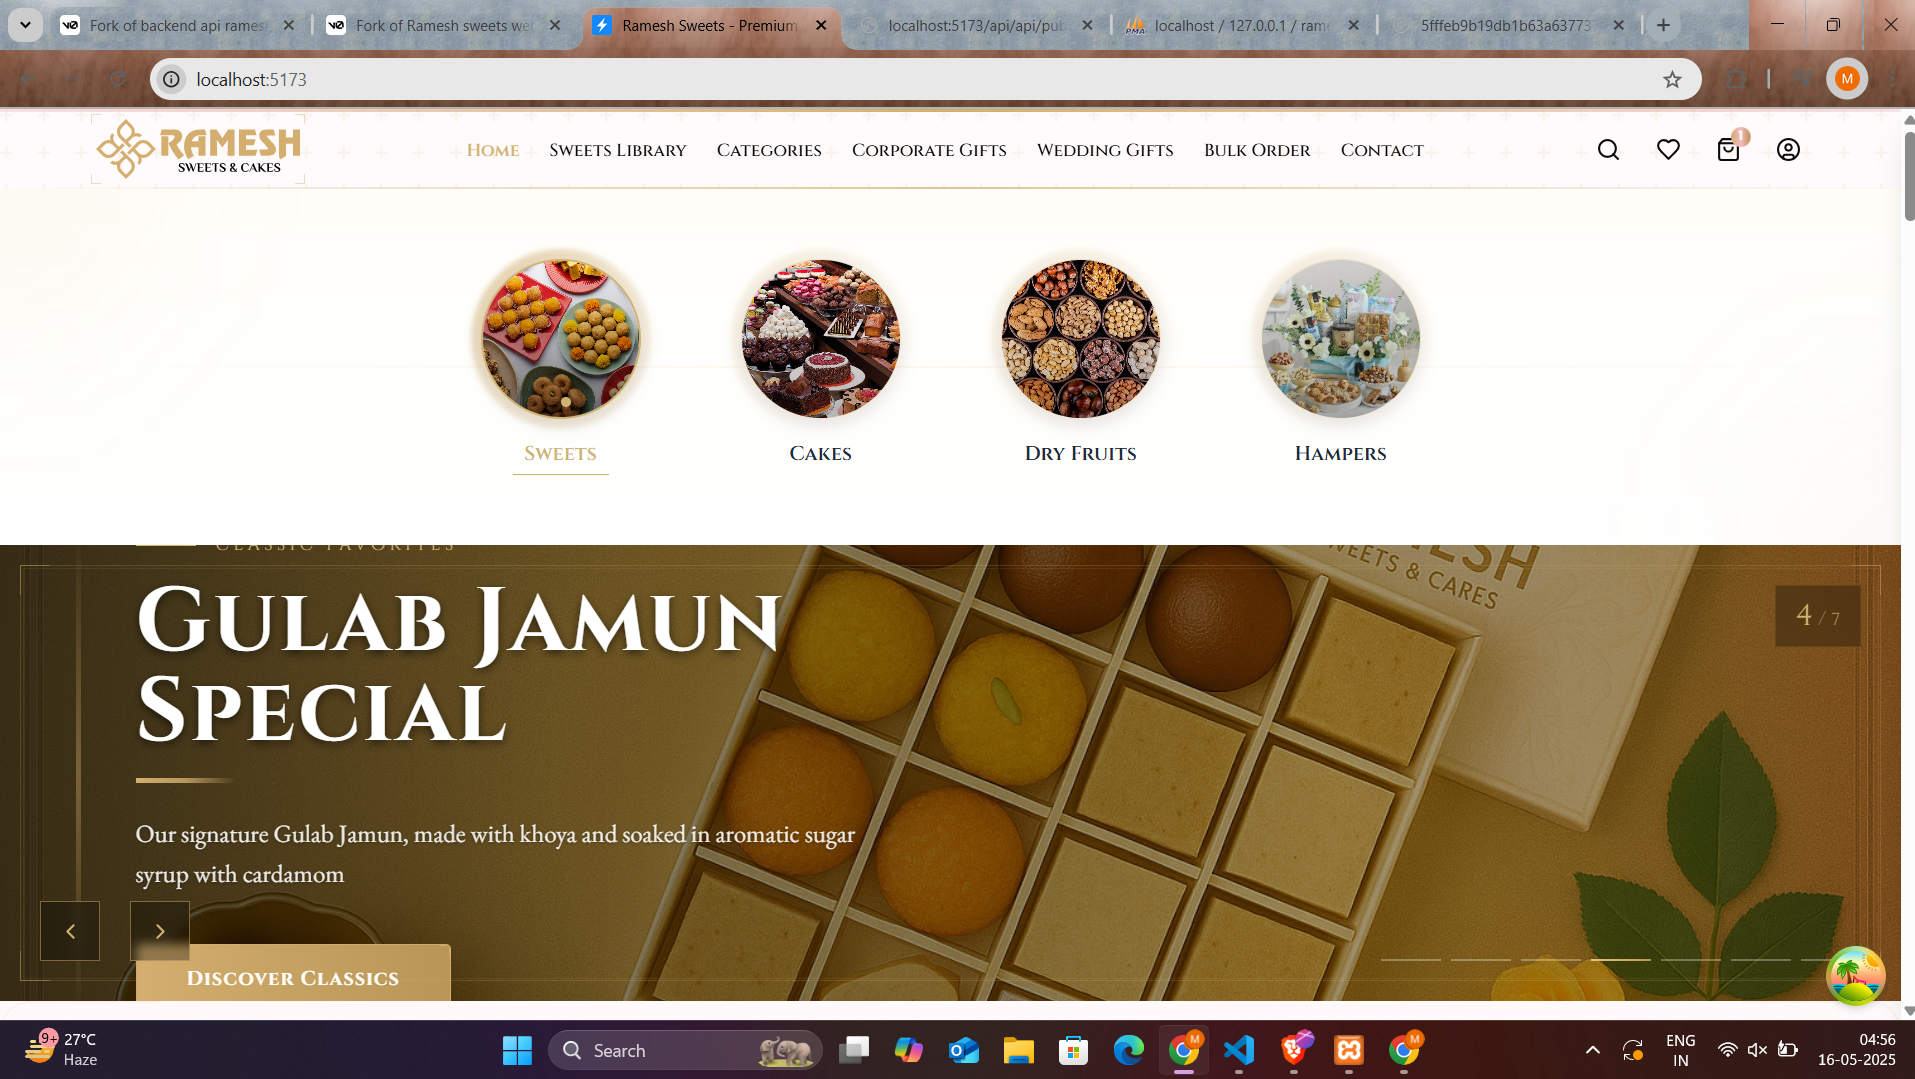 Fork of backend api rames
Fork of Ramesh sweets we
Ramesh Sweets - Premium
localhost:5173/api/api/pub
localhost / 127.0.0.1 / rame
5fffeb9b19db1b63a63773
localhost:5173
M
RAMESH
SWEETS & CAKES
Home
Sweets Library
Categories
Corporate Gifts
Wedding Gifts
Bulk Order
Contact
1
Sweets
Cakes
Dry Fruits
Hampers
Classic Favorites
SWEETS & CARES
4 / 7
Gulab Jamun
Special
Our signature Gulab Jamun, made with khoya and soaked in aromatic sugar
syrup with cardamom
Discover Classics
9+
27°C
Haze
Search
ENG
IN
04:56
16-05-2025